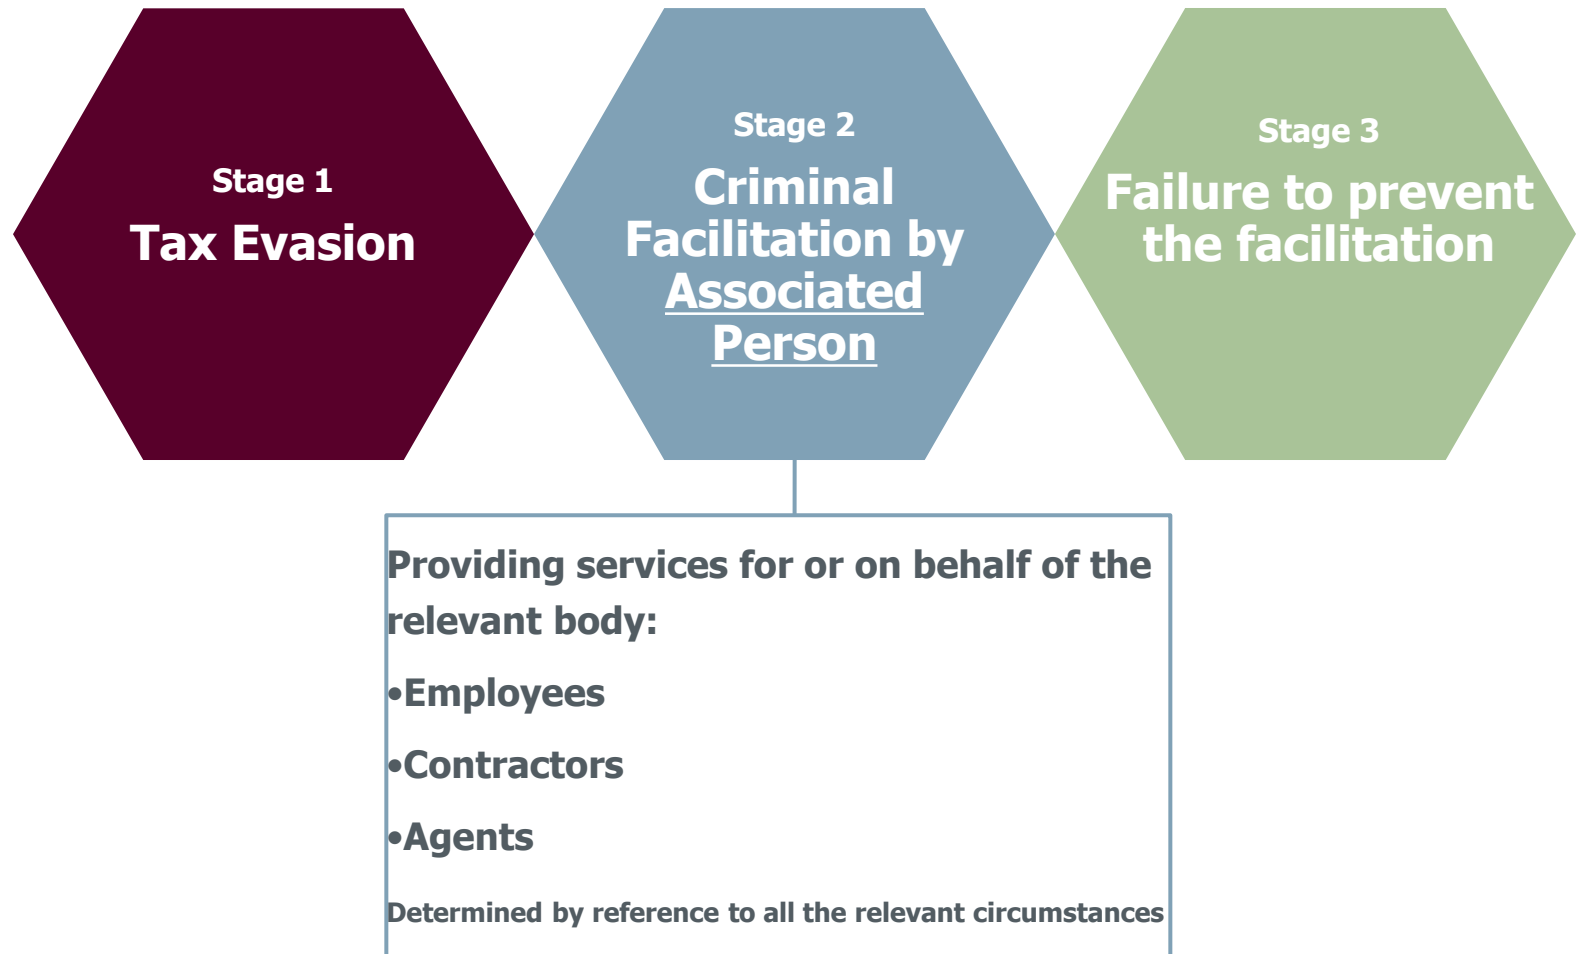 Stage 1
Tax Evasion
Stage 2
Criminal
Facilitation by
Associated
Person
Stage 3
Failure to prevent
the facilitation
Providing services for or on behalf of the
relevant body:
•Employees
•Contractors
•Agents
Determined by reference to all the relevant circumstances